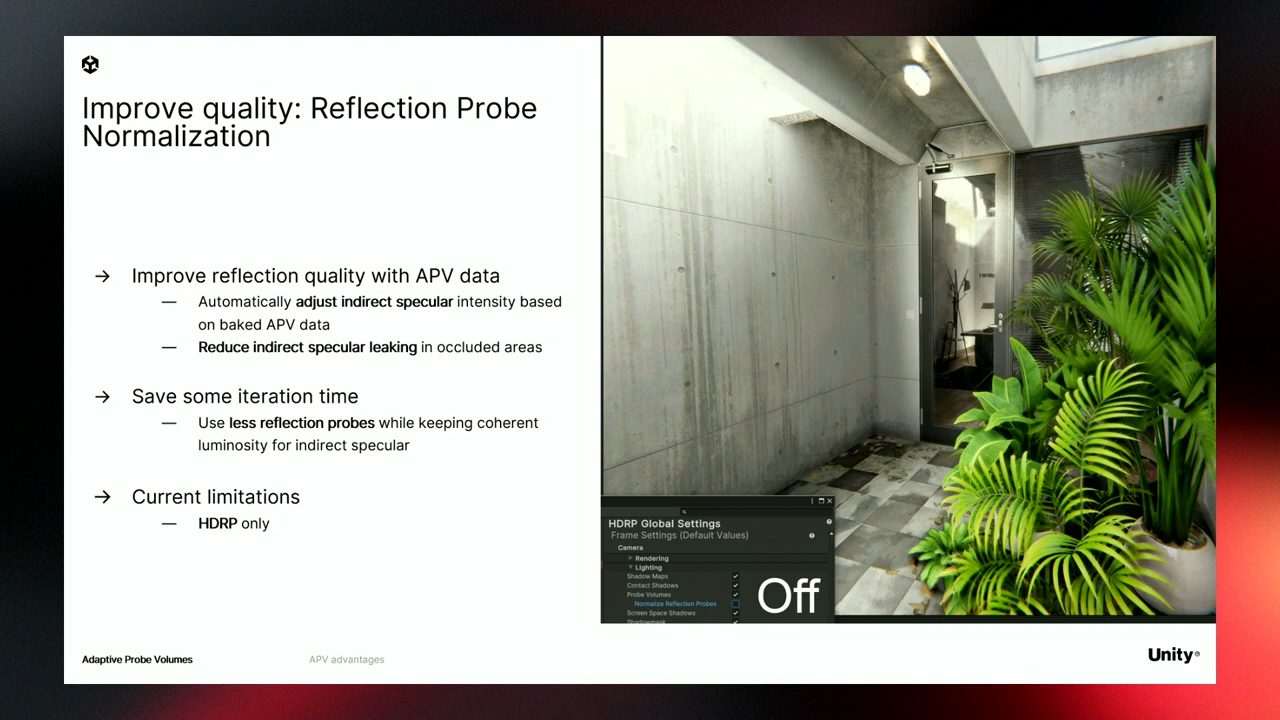 Improve quality: Reflection Probe
Normalization
→ Improve reflection quality with APV data
— Automatically adjust indirect specular intensity based
on baked APV data
— Reduce indirect specular leaking in occluded areas
→ Save some iteration time
— Use less reflection probes while keeping coherent
luminosity for indirect specular
→ Current limitations
— HDRP only
HDRP Global Settings
Frame Settings (Default Values)
Camera
Rendering
Lighting
Shadow Maps
Contact Shadows
Probe Volumes
Normalize Reflection Probes
Screen Space Shadows
Shadowmask
Off
Adaptive Probe Volumes
APV advantages
Unity®